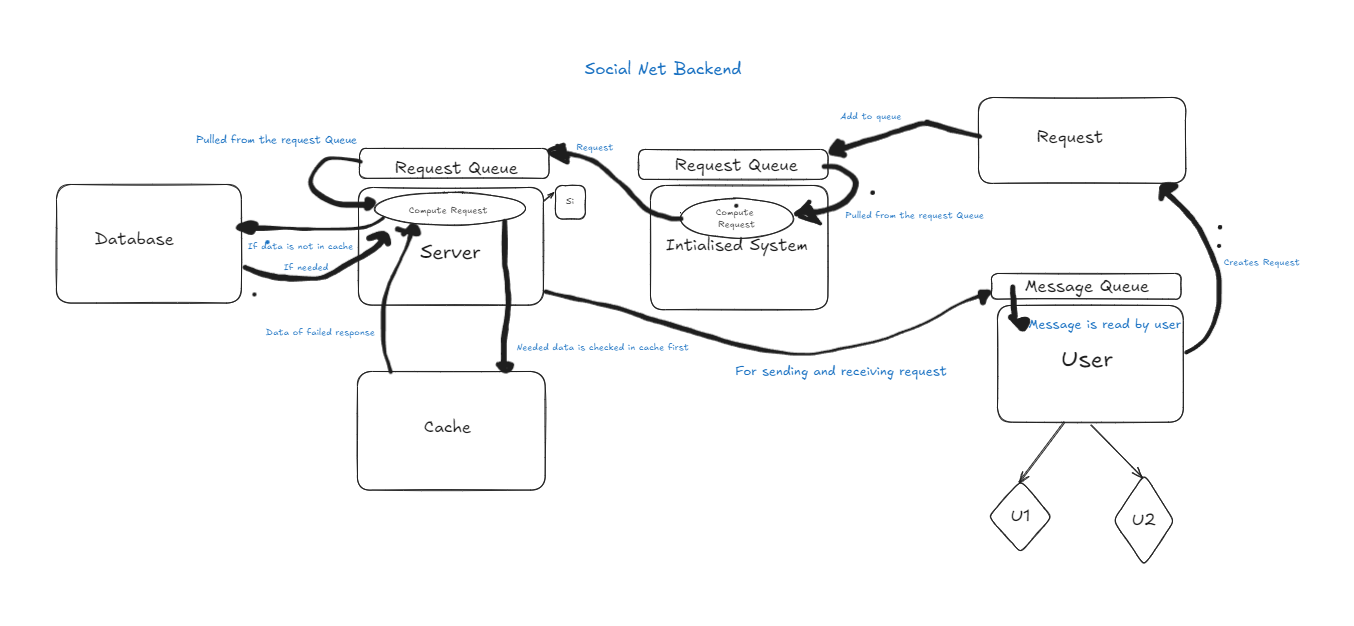 Social Net Backend
Add to queue
Request
Pulled from the request Queue
Request Queue
Request
Request Queue
Si
Compute Request
Compute
Request
Pulled from the request Queue
Database
If data is not in cache
Server
Intialised System
If needed
Creates Request
Message Queue
Data of failed response
Message is read by user
Needed data is checked in cache first
User
For sending and receiving request
Cache
U1
U2